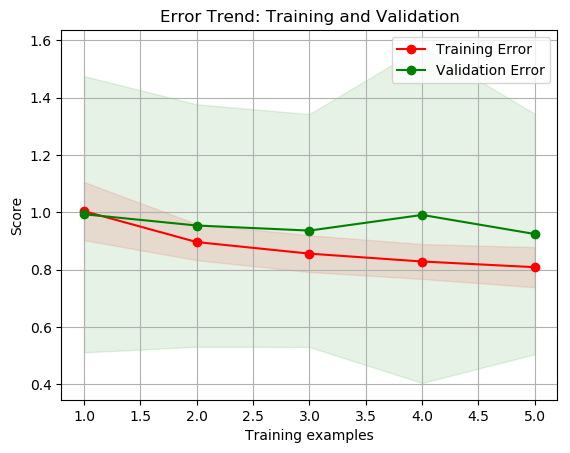 Error Trend: Training and Validation
Training Error
Validation Error
Score
1.6
1.4
1.2
1.0
0.8
0.6
0.4
1.0 1.5 2.0 2.5 3.0 3.5 4.0 4.5 5.0
Training examples